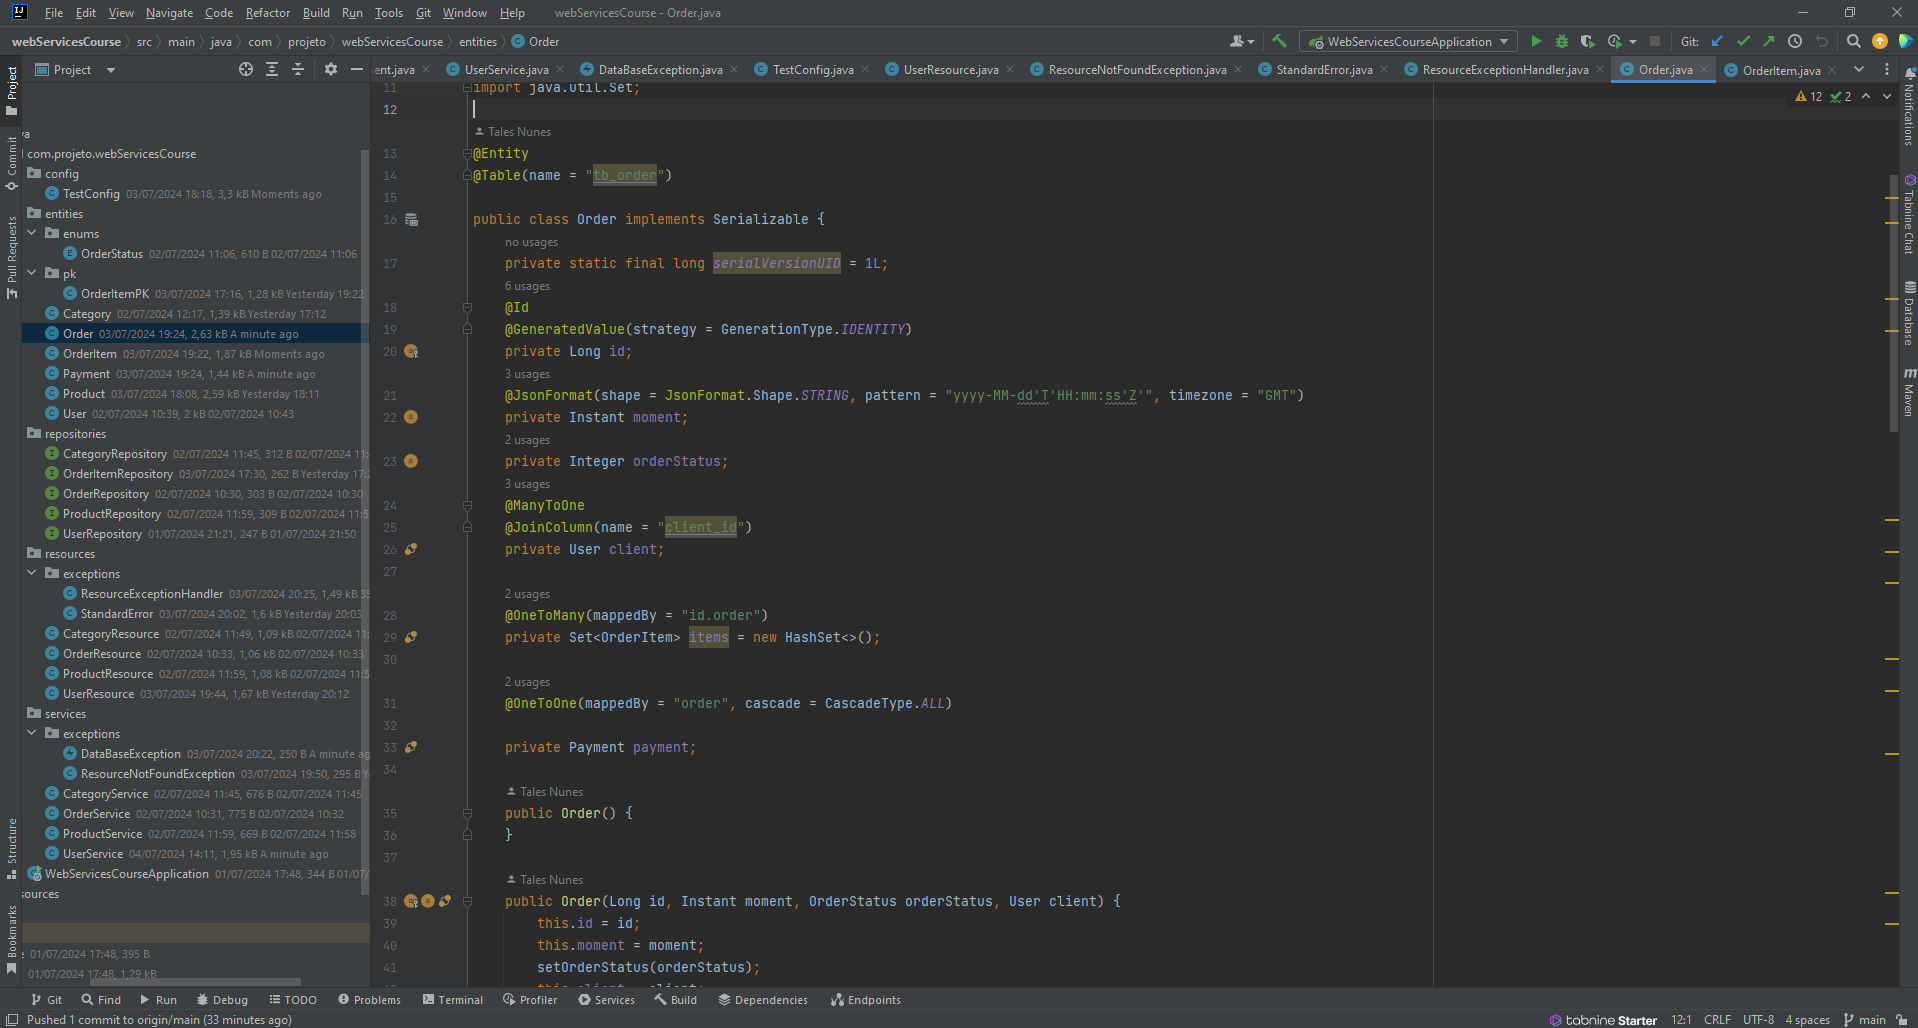 File Edit View Navigate Code Refactor Build Run Tools Git Window Help webServicesCourse - Order.java
webServicesCourse src main java com projeto webServicesCourse entities Order
WebServicesCourseApplication
Git:
Project
ent.java UserService.java DataBaseException.java TestConfig.java UserResource.java ResourceNotFoundException.java StandardError.java ResourceExceptionHandler.java Order.java OrderItem.java
Project
Commit
Pull Requests
Structure
Bookmarks
com.projeto.webServicesCourse
config
TestConfig 03/07/2024 18:18, 3,3 kB Moments ago
entities
enums
OrderStatus 02/07/2024 11:06, 610 B 02/07/2024 11:06
pk
OrderItemPK 03/07/2024 17:16, 1,28 kB Yesterday 19:22
Category 02/07/2024 12:17, 1,39 kB Yesterday 17:12
Order 03/07/2024 19:24, 2,63 kB A minute ago
OrderItem 03/07/2024 19:22, 1,87 kB Moments ago
Payment 03/07/2024 19:24, 1,44 kB A minute ago
Product 03/07/2024 18:08, 2,59 kB Yesterday 18:11
User 02/07/2024 10:39, 2 kB 02/07/2024 10:43
repositories
CategoryRepository 02/07/2024 11:45, 312 B 02/07/2024 11:
OrderItemRepository 03/07/2024 17:30, 262 B Yesterday 17:
OrderRepository 02/07/2024 10:30, 303 B 02/07/2024 10:30
ProductRepository 02/07/2024 11:59, 309 B 02/07/2024 11:5
UserRepository 01/07/2024 21:21, 247 B 01/07/2024 21:50
resources
exceptions
ResourceExceptionHandler 03/07/2024 20:25, 1,49 kB
StandardError 03/07/2024 20:02, 1,6 kB Yesterday 20:03
CategoryResource 02/07/2024 11:49, 1,09 kB 02/07/2024 11:
OrderResource 02/07/2024 10:33, 1,06 kB 02/07/2024 10:33
ProductResource 02/07/2024 11:59, 1,08 kB 02/07/2024 11:5
UserResource 03/07/2024 19:44, 1,67 kB Yesterday 20:12
services
exceptions
DataBaseException 03/07/2024 20:22, 250 B A minute ag
ResourceNotFoundException 03/07/2024 19:50, 295 B
CategoryService 02/07/2024 11:45, 676 B 02/07/2024 11:45
OrderService 02/07/2024 10:31, 775 B 02/07/2024 10:32
ProductService 02/07/2024 11:59, 669 B 02/07/2024 11:58
UserService 04/07/2024 14:11, 1,95 kB A minute ago
WebServicesCourseApplication 01/07/2024 17:48, 344 B 01/07/
sources
01/07/2024 17:48, 395 B
01/07/2024 17:48, 1,29 kB
11 import java.util.Set;
12
Tales Nunes
13 @Entity
14 @Table(name = "tb_order")
15
16 public class Order implements Serializable {
no usages
17 private static final long serialVersionUID = 1L;
6 usages
18 @Id
19 @GeneratedValue(strategy = GenerationType.IDENTITY)
20 private Long id;
3 usages
21 @JsonFormat(shape = JsonFormat.Shape.STRING, pattern = "yyyy-MM-dd'T'HH:mm:ss'Z'", timezone = "GMT")
22 private Instant moment;
2 usages
23 private Integer orderStatus;
3 usages
24 @ManyToOne
25 @JoinColumn(name = "client_id")
26 private User client;
27
2 usages
28 @OneToMany(mappedBy = "id.order")
29 private Set<OrderItem> items = new HashSet<>();
30
2 usages
31 @OneToOne(mappedBy = "order", cascade = CascadeType.ALL)
32
33 private Payment payment;
34
Tales Nunes
35 public Order() {
36 }
37
Tales Nunes
38 public Order(Long id, Instant moment, OrderStatus orderStatus, User client) {
39 this.id = id;
40 this.moment = moment;
41 setOrderStatus(orderStatus);
12 2
Notifications
Tabnine Chat
Database
Maven
Git Find Run Debug TODO Problems Terminal Profiler Services Build Dependencies Endpoints
Pushed 1 commit to origin/main (33 minutes ago) tabnine Starter 12:1 CRLF UTF-8 4 spaces main